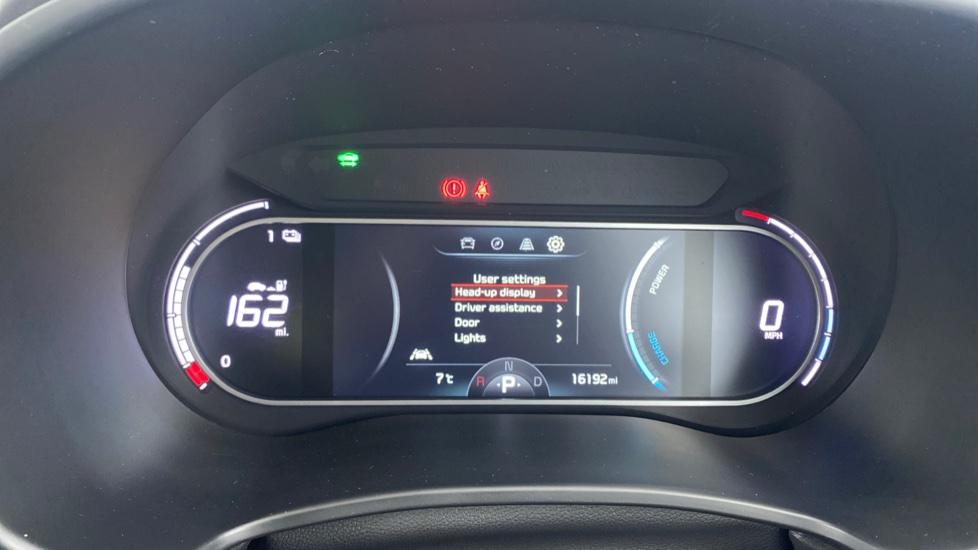 1
162
mi.
0
User settings
Head-up display
Driver assistance
Door
Lights
7°c
R
N
P
D
16192mi
POWER
CHARGE
0
MPH